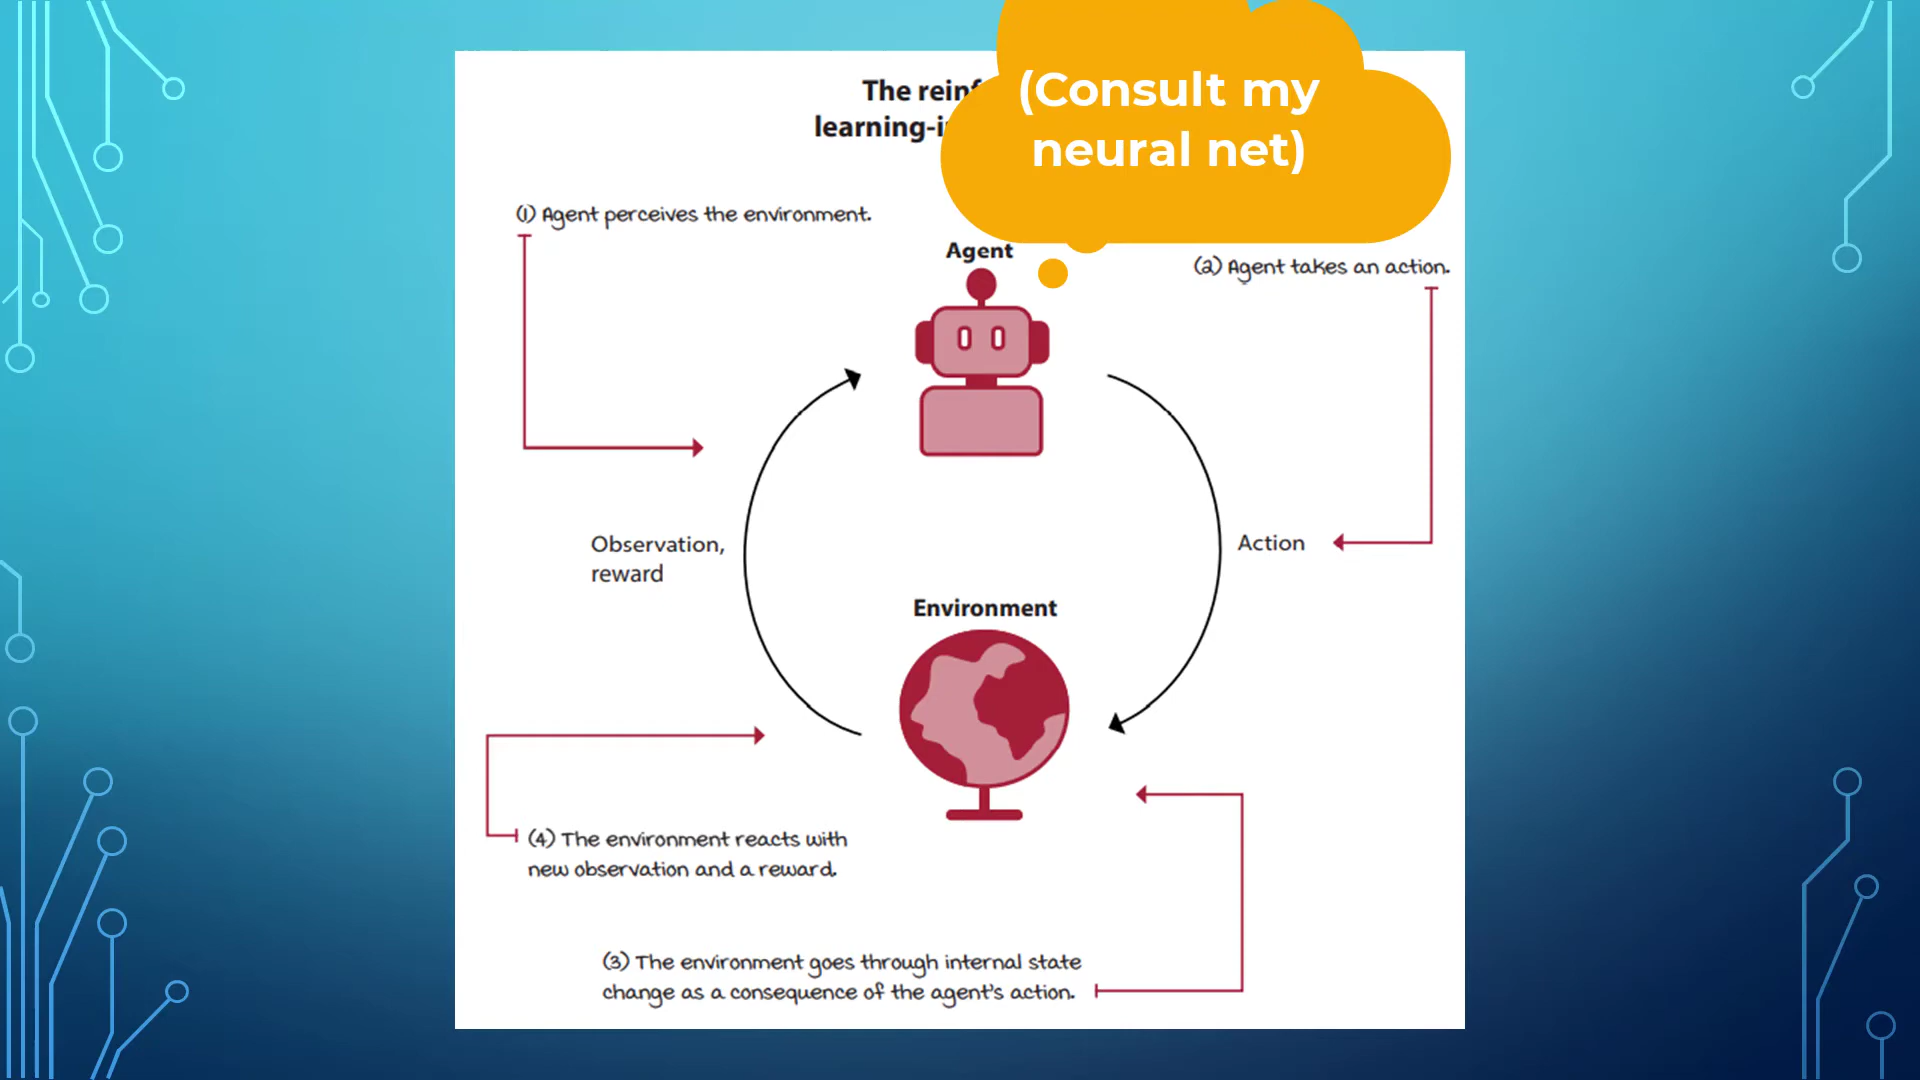 (Consult my
neural net)
The
(1) Agent perceives the environment.
Agent
(2) Agent takes an action.
Observation,
reward
Action
Environment
(4) The environment reacts with
new observation and a reward.
(3) The environment goes through internal state
change as a consequence of the agent's action.